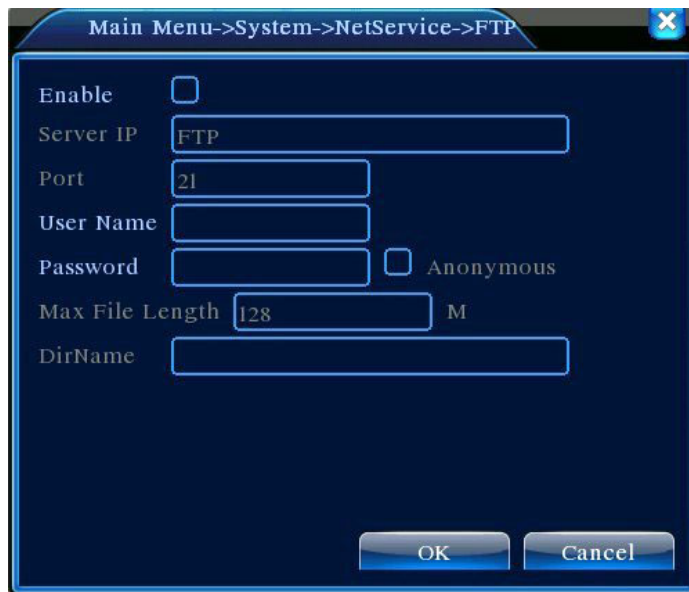 Main Menu->System->NetService->FTP
Enable
Server IP FTP
Port 21
User Name
Password Anonymous
Max File Length 128 M
DirName
OK Cancel